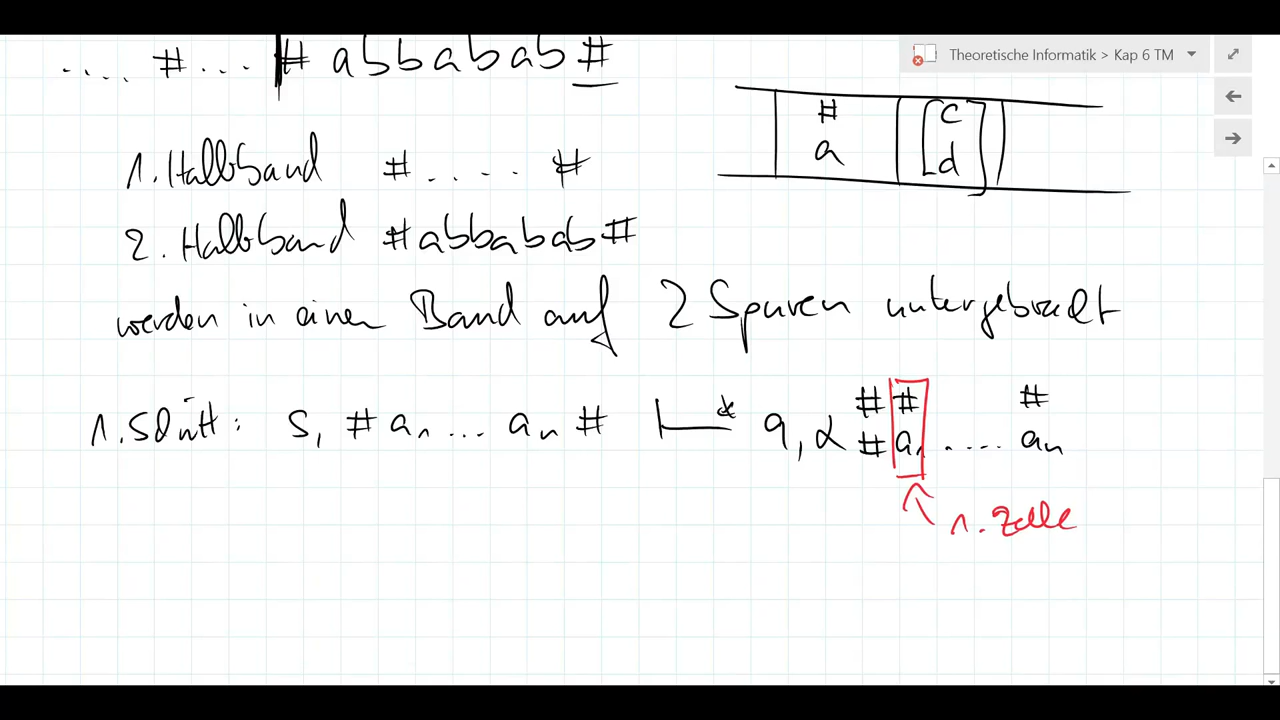 .... #... # abbabab #
Theoretische Informatik > Kap 6 TM
# [c
a d]
1. Halbband # ..... #
2. Halbband #abbabab#
werden in einen Band auf 2 Spuren untergebracht
# # #
1. Schritt: s, # a₁ ... aₙ # ⊢* q, α # a₁ .... aₙ
1. Zelle